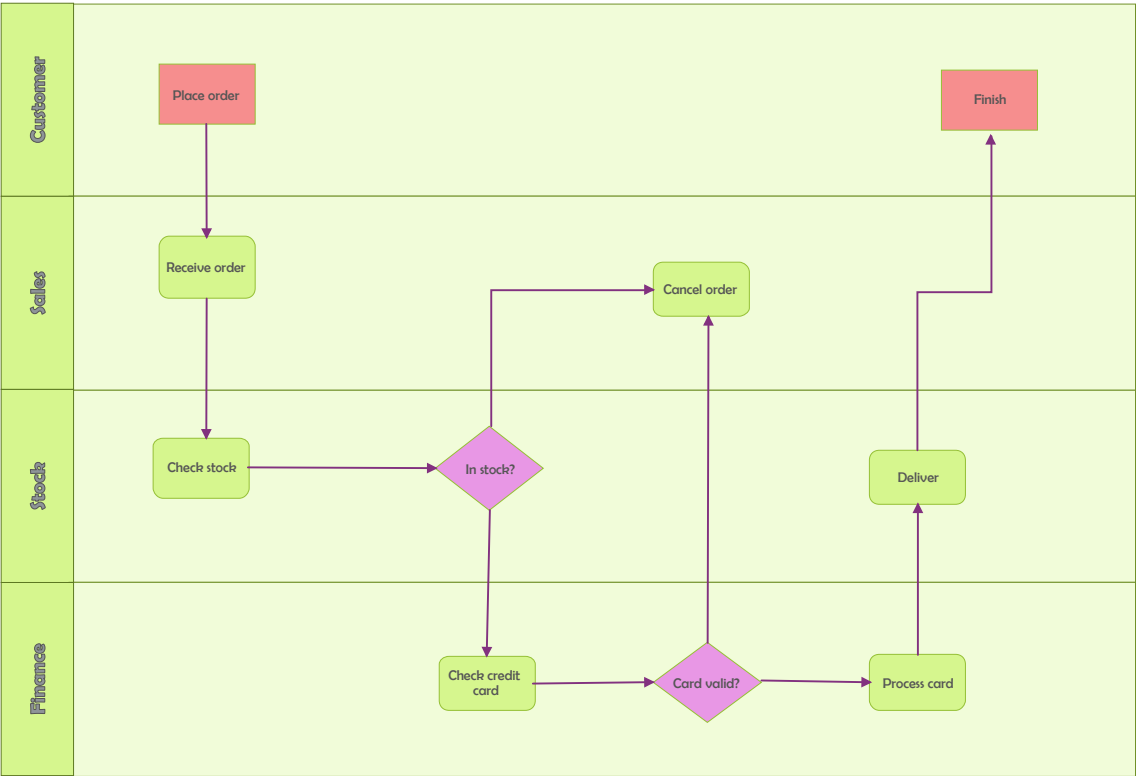 Customer
Place order
Finish
Sales
Receive order
Cancel order
Stock
Check stock
In stock?
Deliver
Finance
Check credit
card
Card valid?
Process card